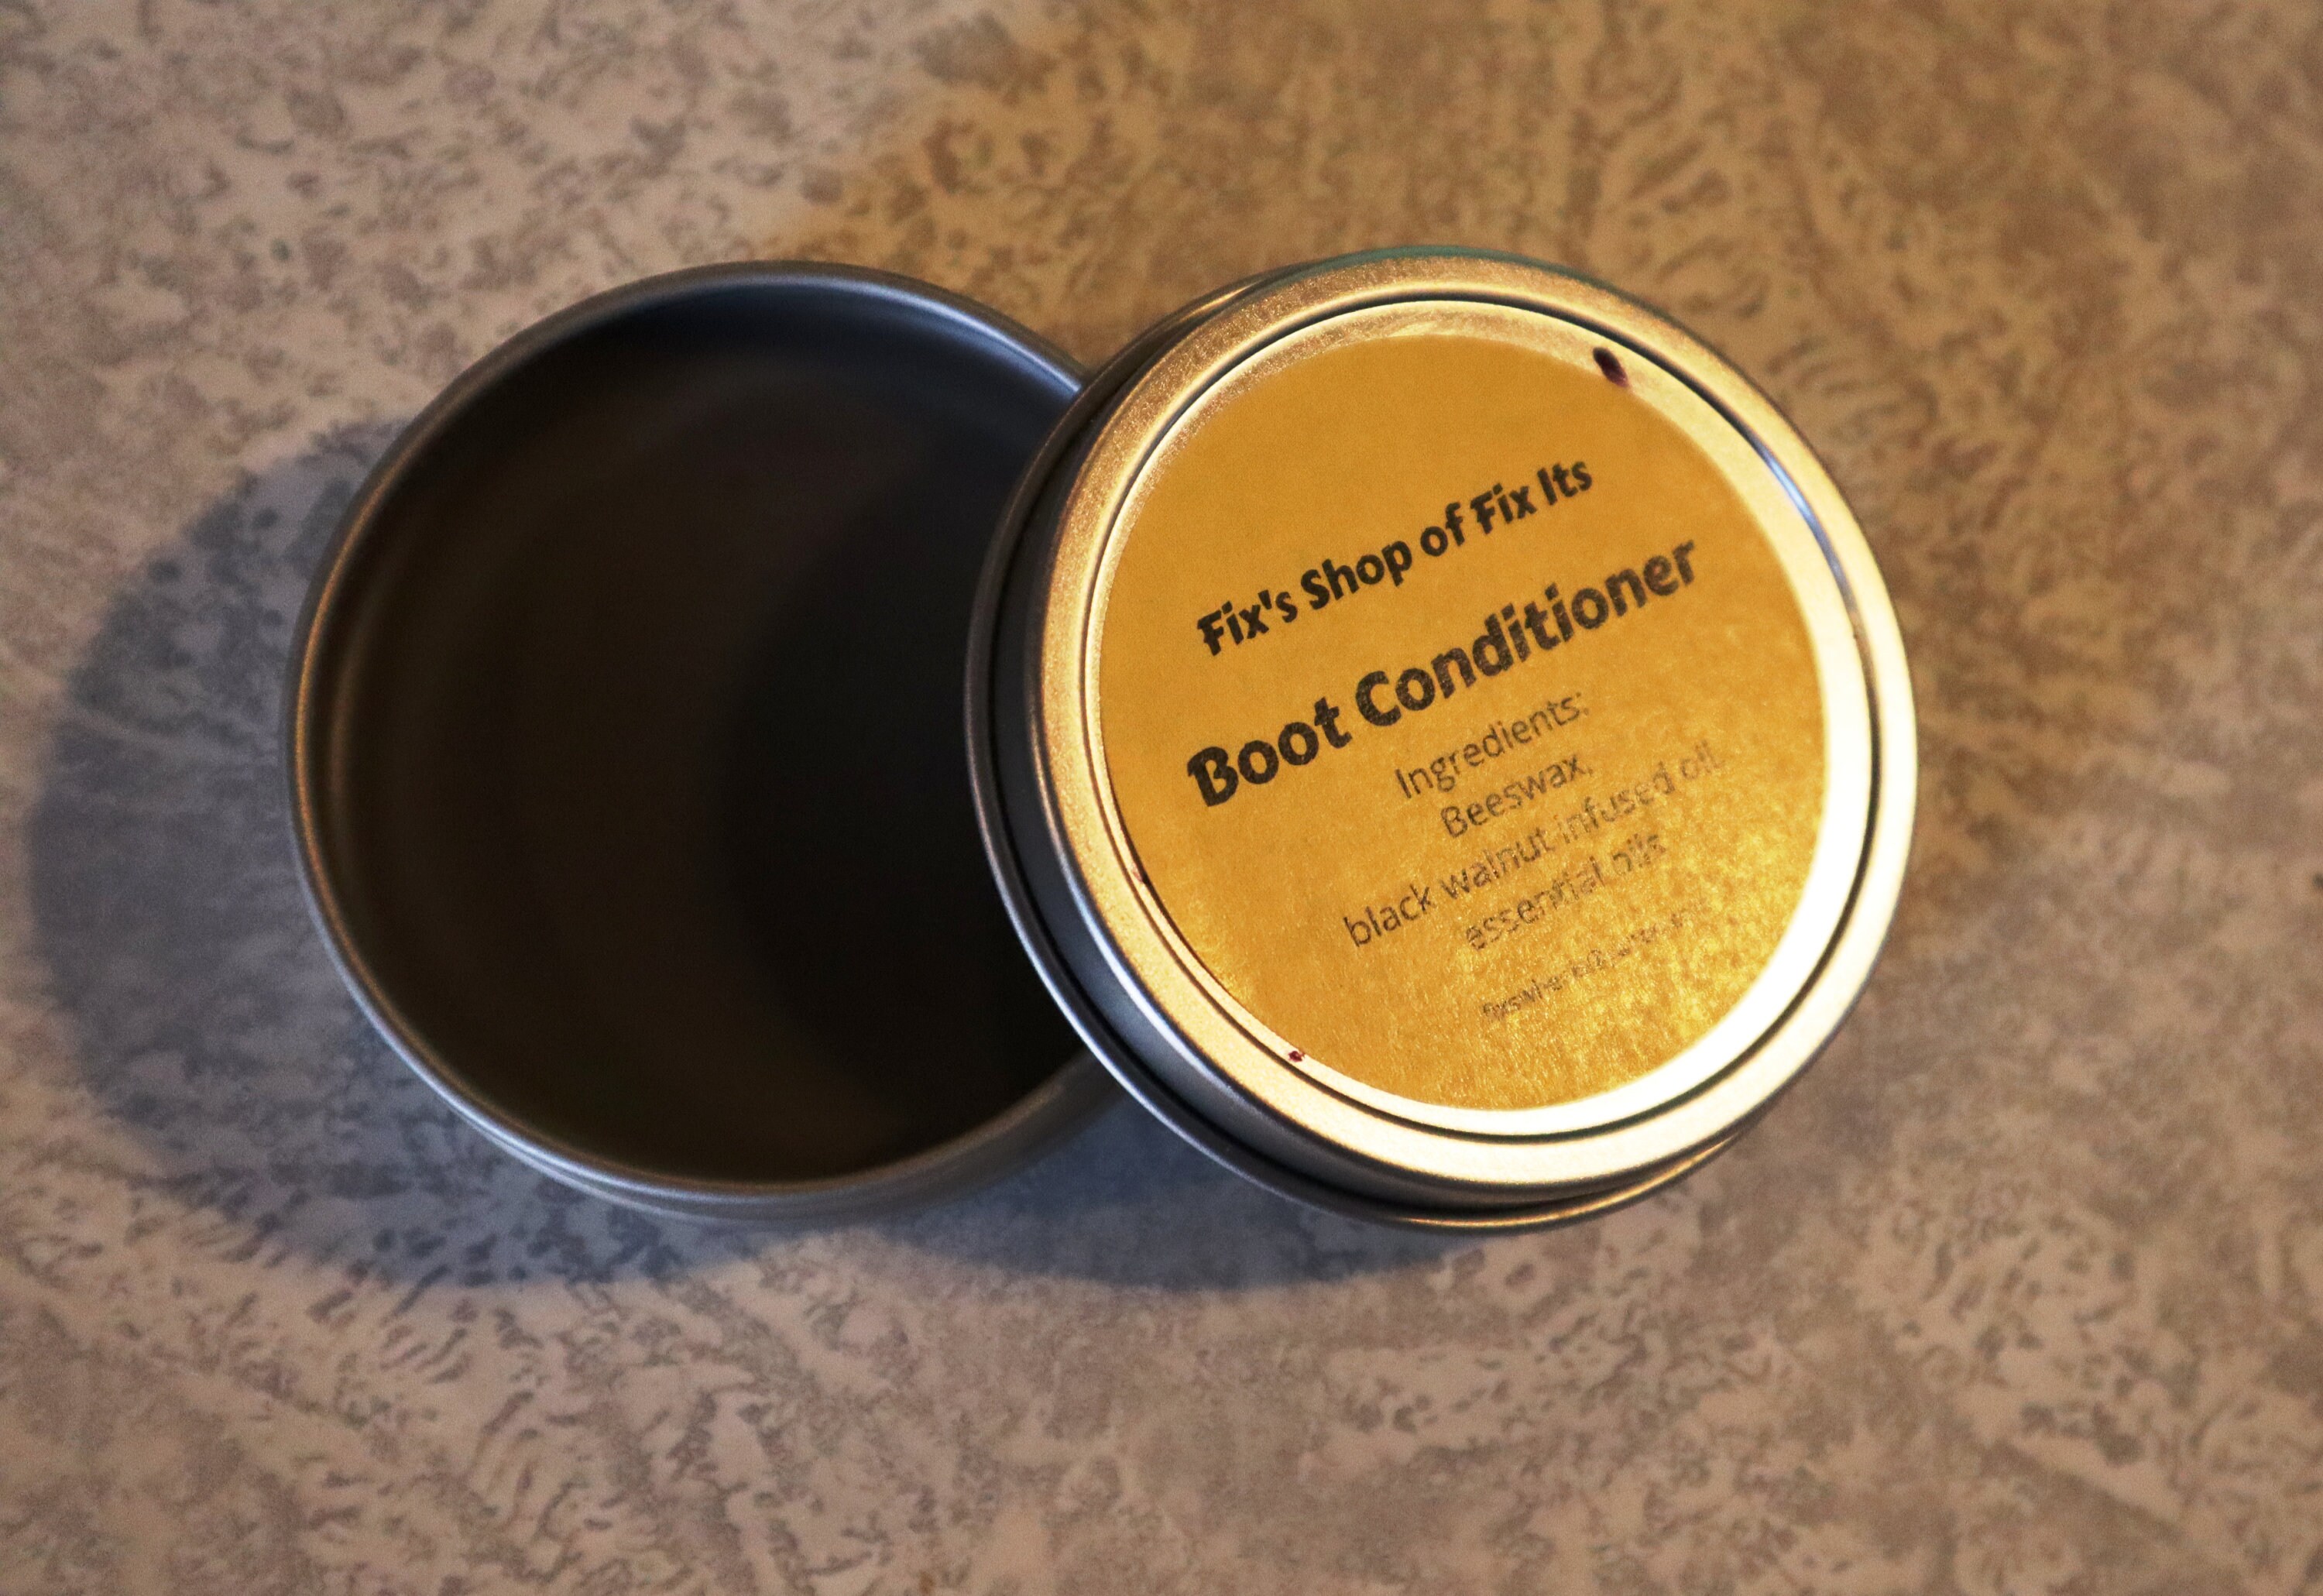 Fix's Shop of Fix Its
Boot Conditioner
Ingredients:
Beeswax,
black walnut infused oil,
essential oils